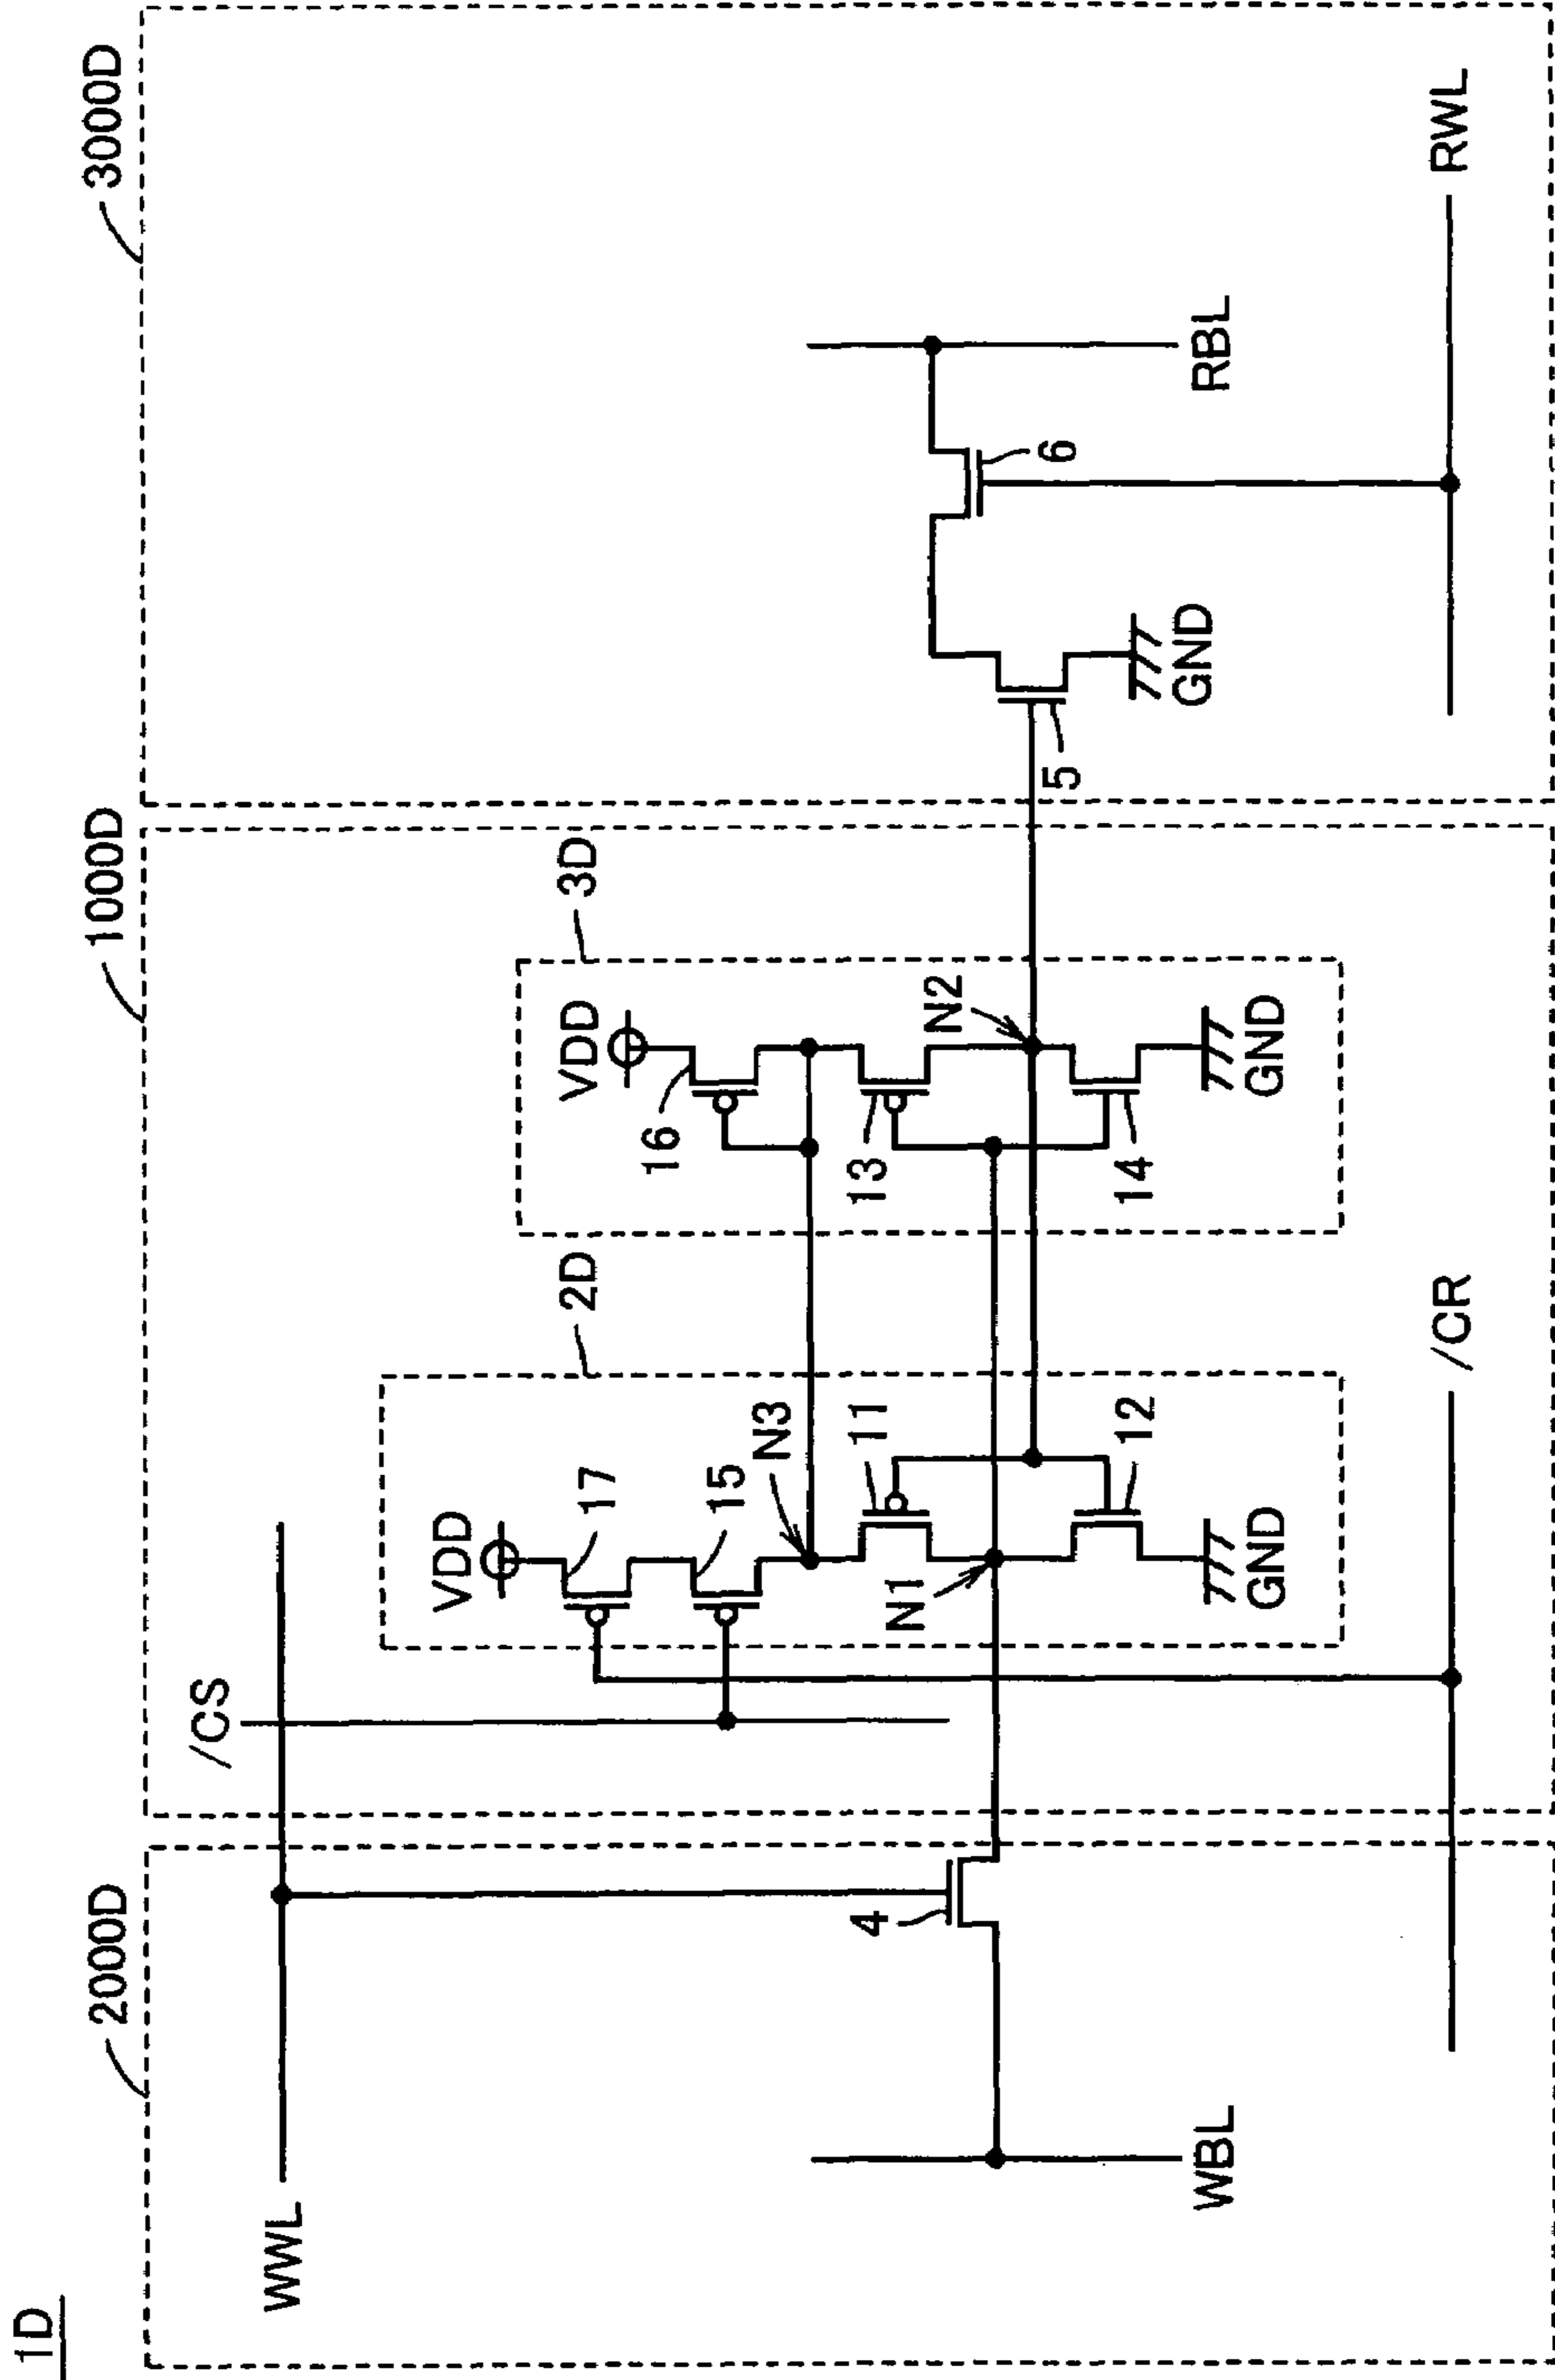 1D
2000D
1000D
3000D
WWL
/CS
2D
3D
VDD
VDD
17
16
15
N3
11
13
N2
N1
12
14
4
5
6
GND
GND
GND
WBL
RBL
/CR
RWL